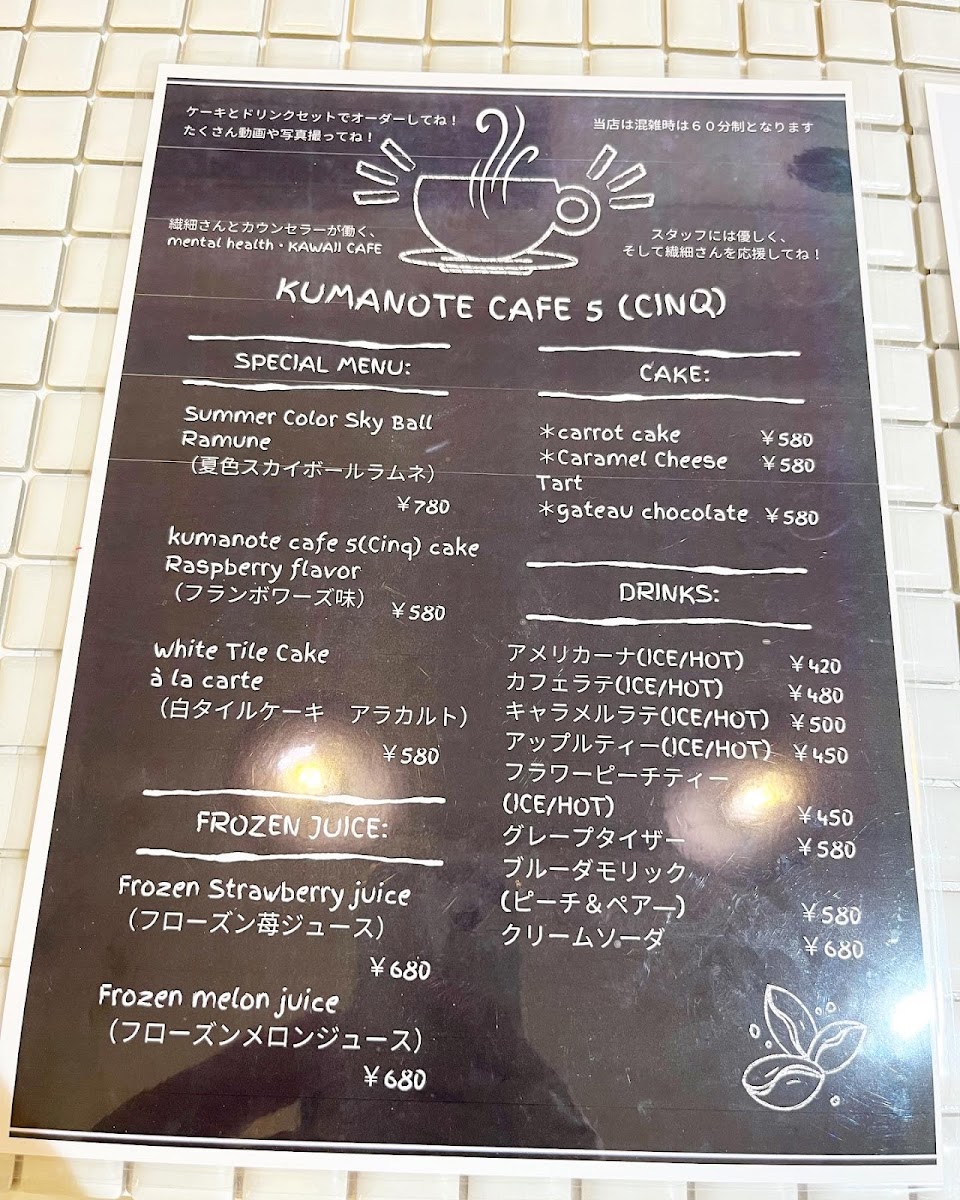 ケーキとドリンクセットでオーダーしてね！
たくさん動画や写真撮ってね！
当店は混雑時は６０分制となります
繊細さんとカウンセラーが働く、
mental health・KAWAII CAFE
スタッフには優しく、
そして繊細さんを応援してね！
KUMANOTE CAFE 5 (CINQ)
SPECIAL MENU:
Summer Color Sky Ball
Ramune
（夏色スカイボールラムネ）
￥780
kumanote cafe 5(Cinq) cake
Raspberry flavor
（フランボワーズ味） ￥580
White Tile Cake
à la carte
（白タイルケーキ　アラカルト）
￥580
FROZEN JUICE:
Frozen Strawberry juice
（フローズン苺ジュース）
￥680
Frozen melon juice
（フローズンメロンジュース）
￥680
CAKE:
＊carrot cake ￥580
＊Caramel Cheese ￥580
Tart
＊gateau chocolate ￥580
DRINKS:
アメリカーナ(ICE/HOT) ￥420
カフェラテ(ICE/HOT) ￥480
キャラメルラテ(ICE/HOT) ￥500
アップルティー(ICE/HOT) ￥450
フラワーピーチティー
(ICE/HOT) ￥450
グレープタイザー ￥580
ブルーダモリック
(ピーチ＆ペアー) ￥580
クリームソーダ ￥680